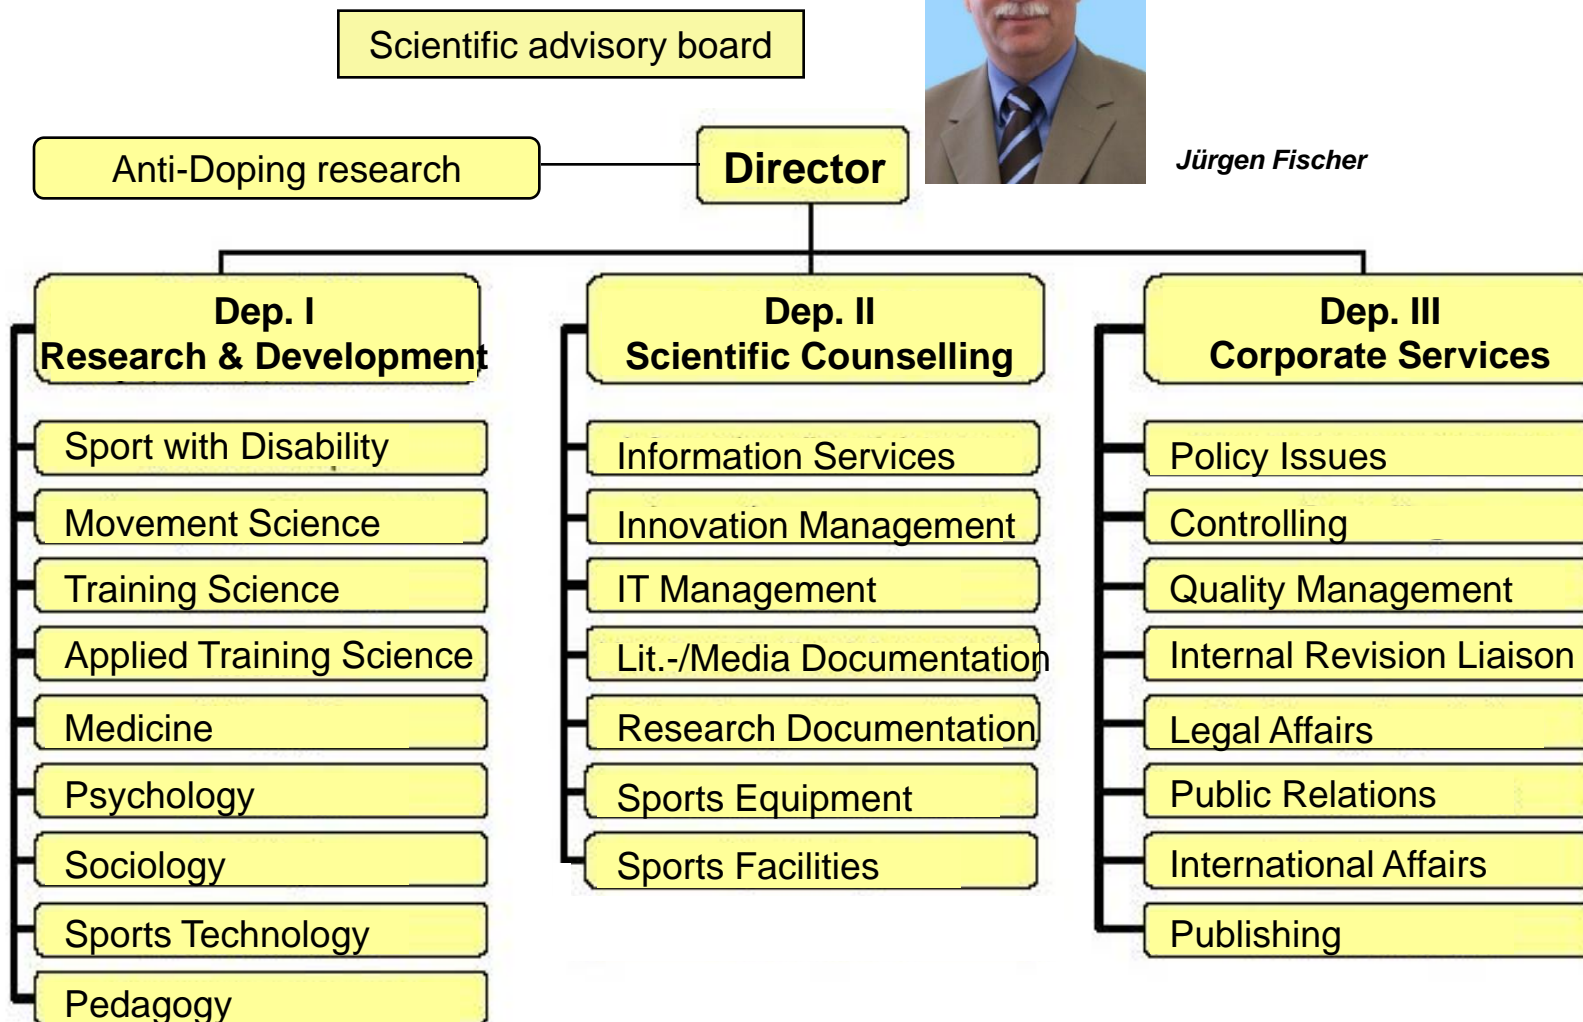 Scientific advisory board
Anti-Doping research
Director
Jürgen Fischer
Dep. I
Research & Development
Sport with Disability
Movement Science
Training Science
Applied Training Science
Medicine
Psychology
Sociology
Sports Technology
Pedagogy
Dep. II
Scientific Counselling
Information Services
Innovation Management
IT Management
Lit.-/Media Documentation
Research Documentation
Sports Equipment
Sports Facilities
Dep. III
Corporate Services
Policy Issues
Controlling
Quality Management
Internal Revision Liaison
Legal Affairs
Public Relations
International Affairs
Publishing